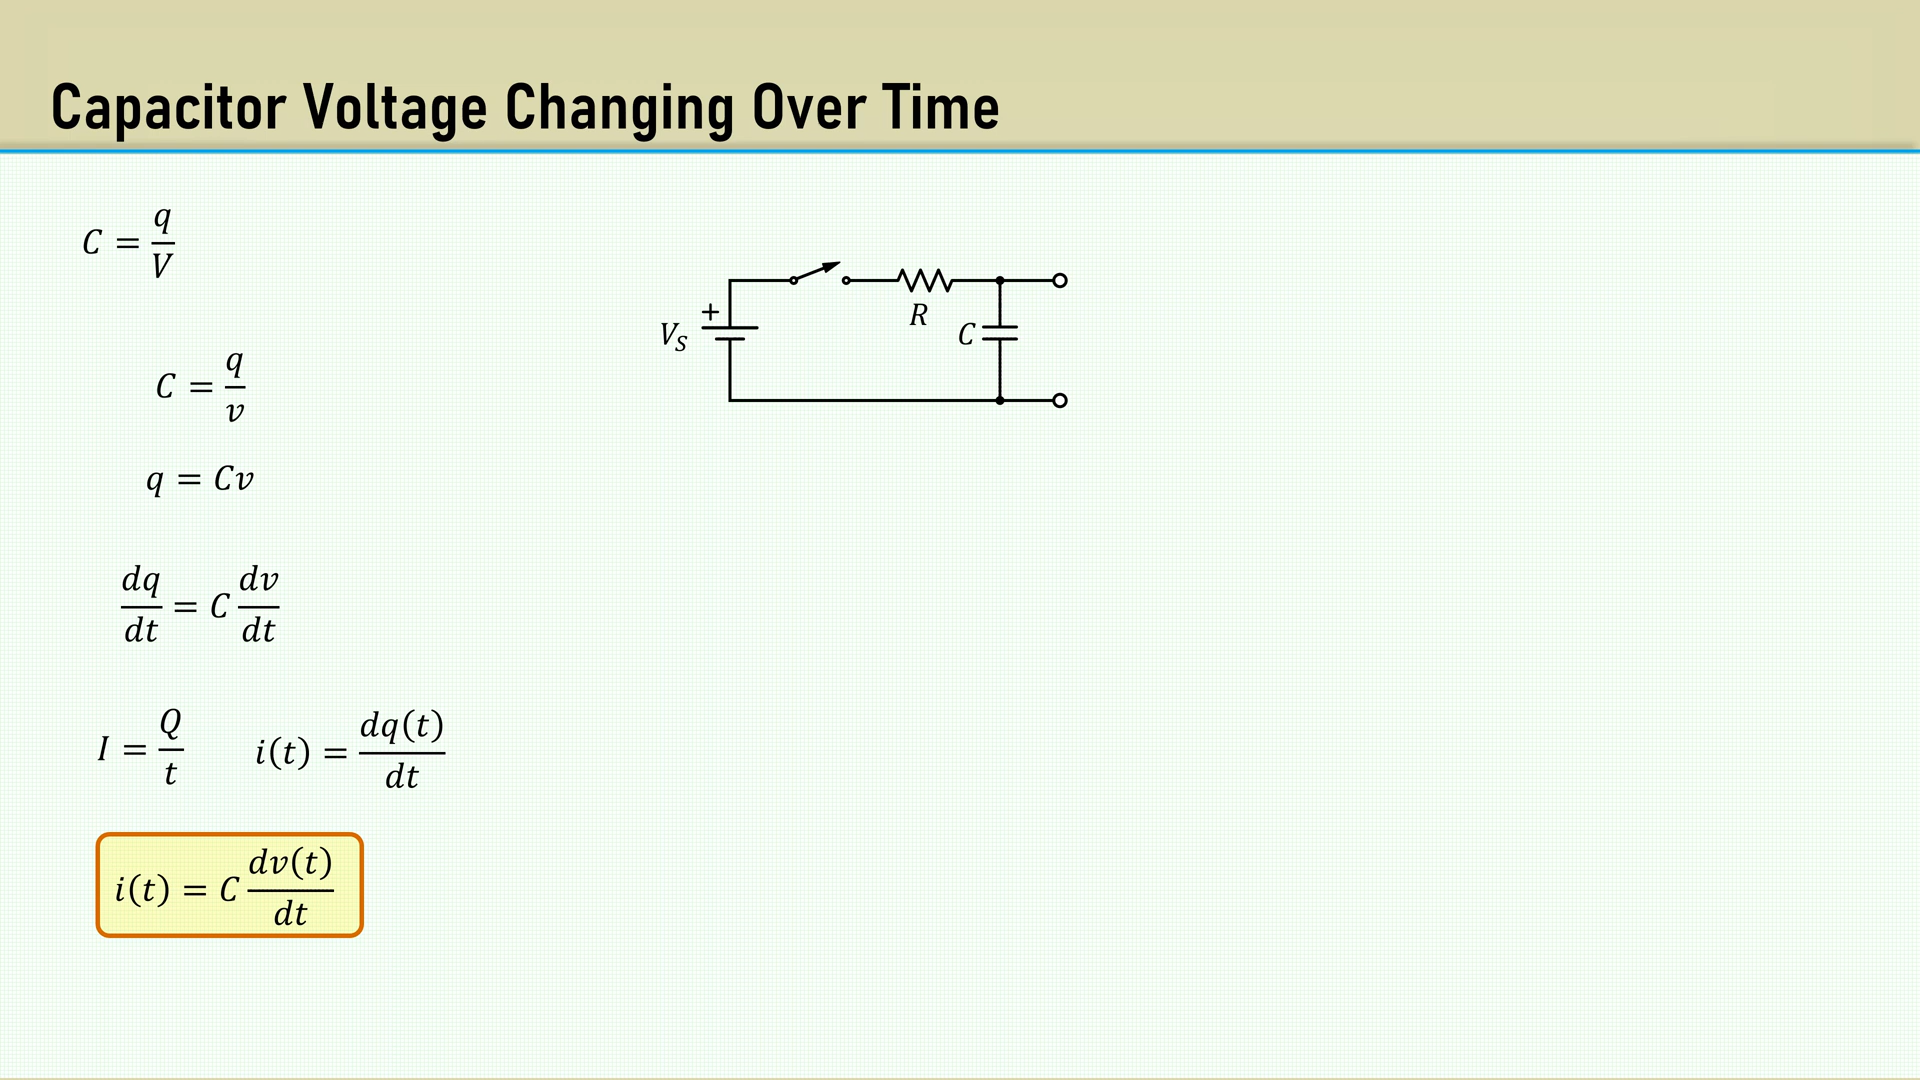 Capacitor Voltage Changing Over Time
C = q/V
C = q/v
q = Cv
dq/dt = C dv/dt
I = Q/t
i(t) = dq(t)/dt
i(t) = C dv(t)/dt
+
V_S
R
C